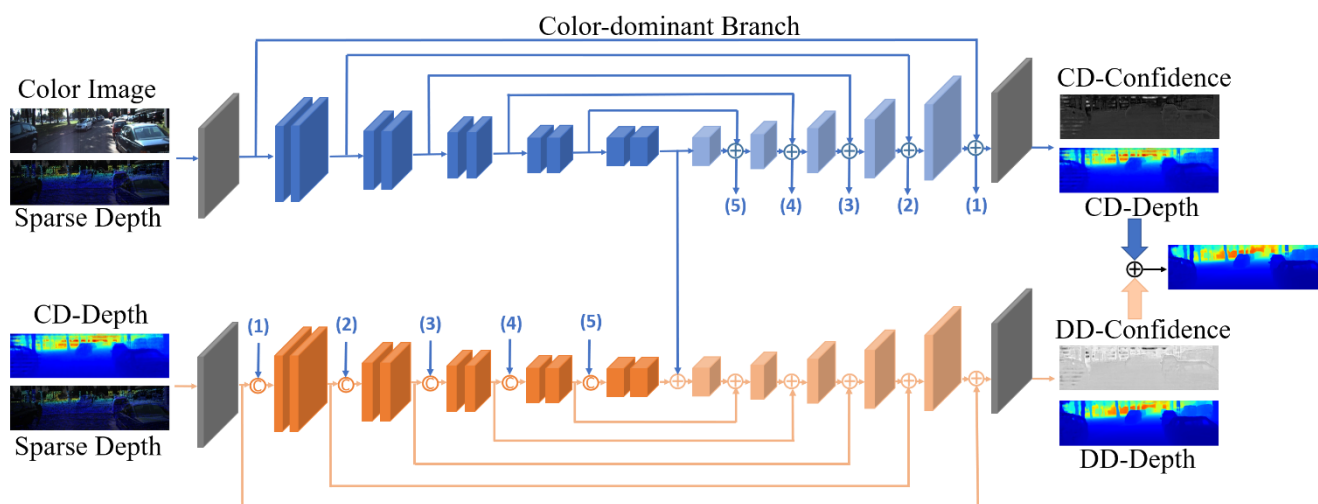 Color-dominant Branch
Color Image
Sparse Depth
(5)
(4)
(3)
(2)
(1)
CD-Confidence
CD-Depth
CD-Depth
Sparse Depth
(1)
(2)
(3)
(4)
(5)
DD-Confidence
DD-Depth